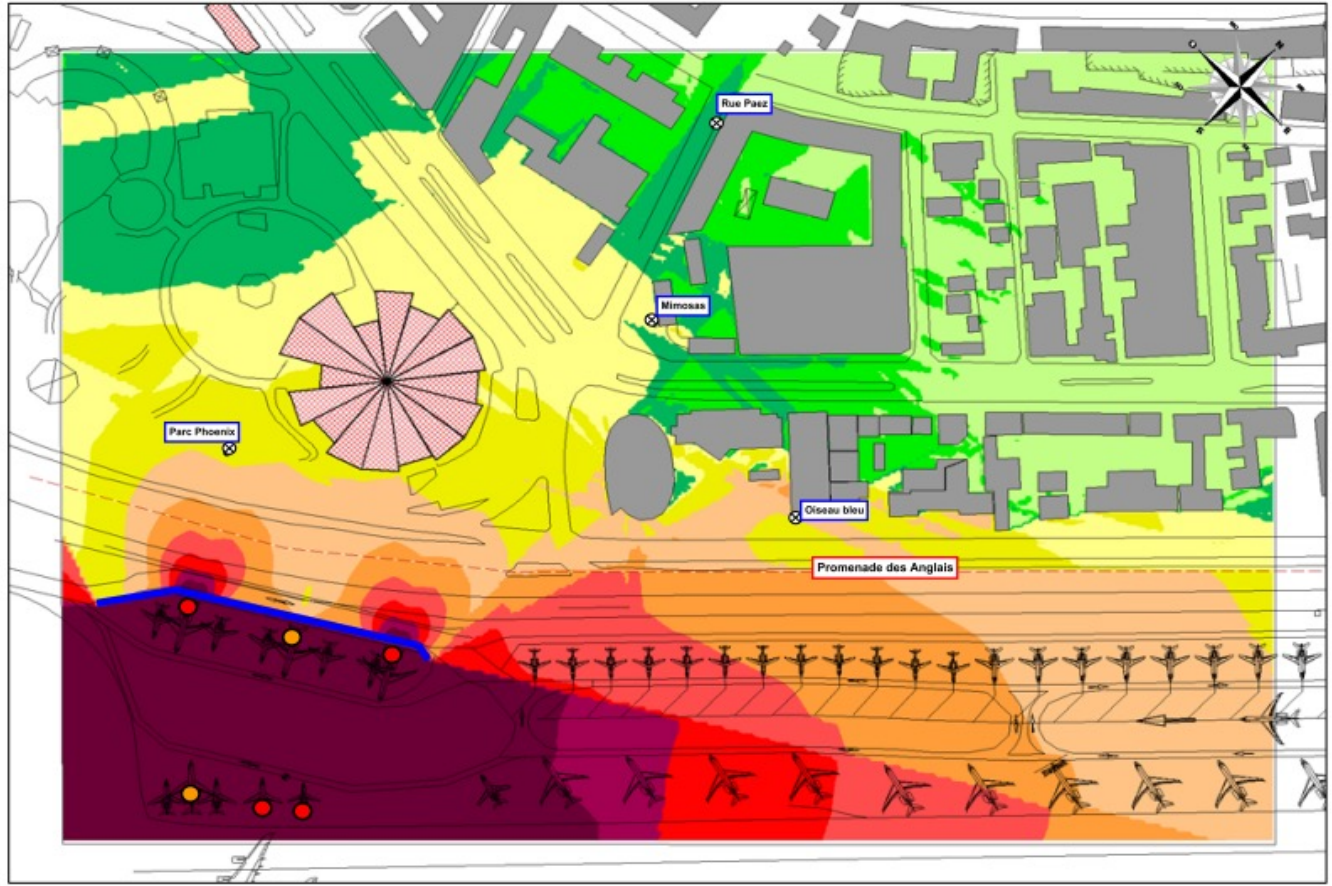 Rue Paez
Mimosas
Parc Phoenix
Oiseau bleu
Promenade des Anglais